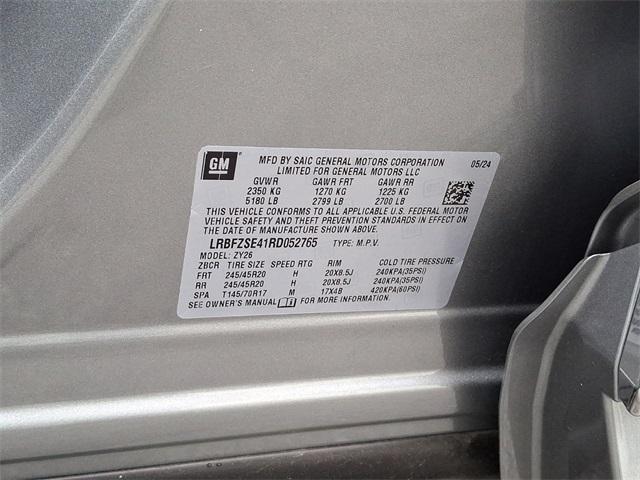 GM
MFD BY SAIC GENERAL MOTORS CORPORATION 05/24
LIMITED FOR GENERAL MOTORS LLC
GVWR GAWR FRT GAWR RR
2350 KG 1270 KG 1225 KG
5180 LB 2799 LB 2700 LB
THIS VEHICLE CONFORMS TO ALL APPLICABLE U.S. FEDERAL MOTOR
VEHICLE SAFETY AND THEFT PREVENTION STANDARDS IN EFFECT ON
THE DATE OF MANUFACTURE SHOWN ABOVE.
LRBFZSE41RD052765 TYPE: M.P.V.
MODEL: ZY26
ZBCR TIRE SIZE SPEED RTG RIM COLD TIRE PRESSURE
FRT 245/45R20 H 20X8.5J 240KPA(35PSI)
RR 245/45R20 H 20X8.5J 240KPA(35PSI)
SPA T145/70R17 M 17X4B 420KPA(60PSI)
SEE OWNER'S MANUAL i FOR MORE INFORMATION.